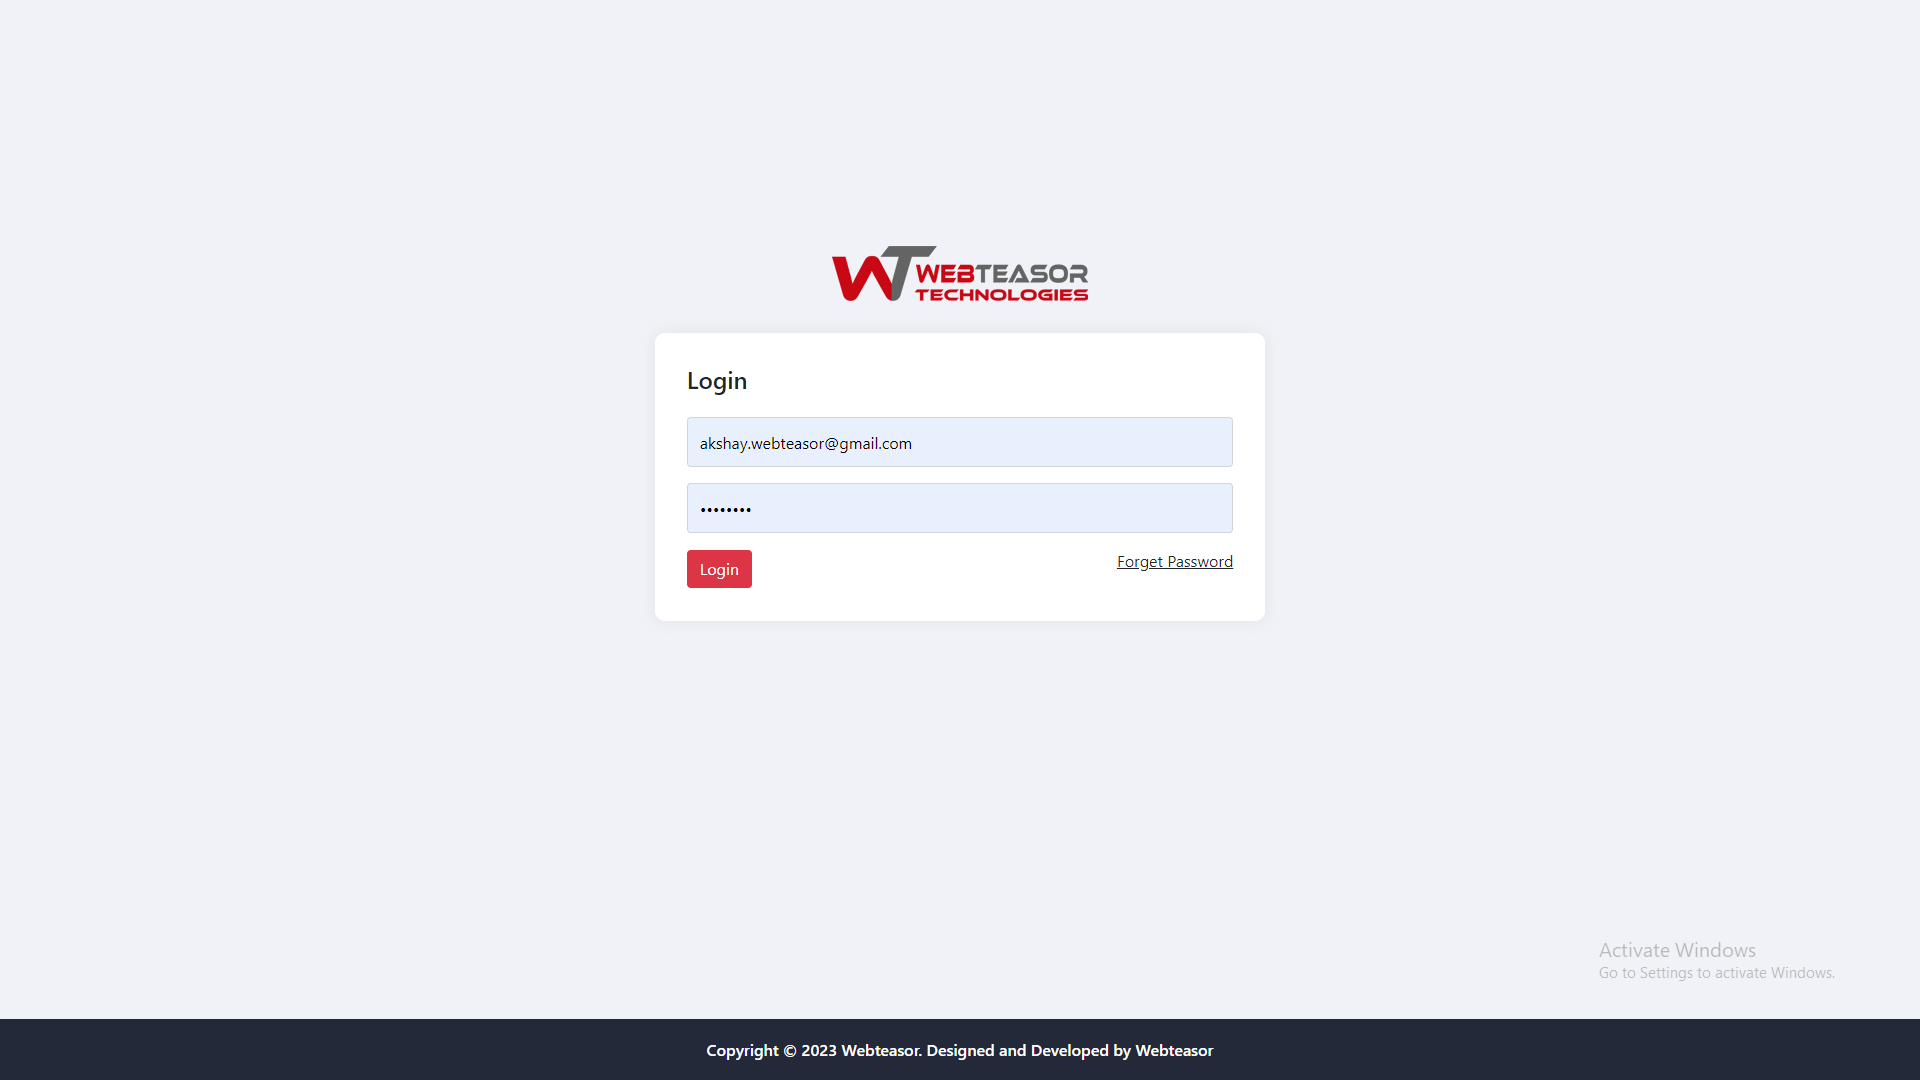 WT WEBTEASOR
TECHNOLOGIES
Login
akshay.webteasor@gmail.com
••••••••
Login
Forget Password
Activate Windows
Go to Settings to activate Windows.
Copyright © 2023 Webteasor. Designed and Developed by Webteasor